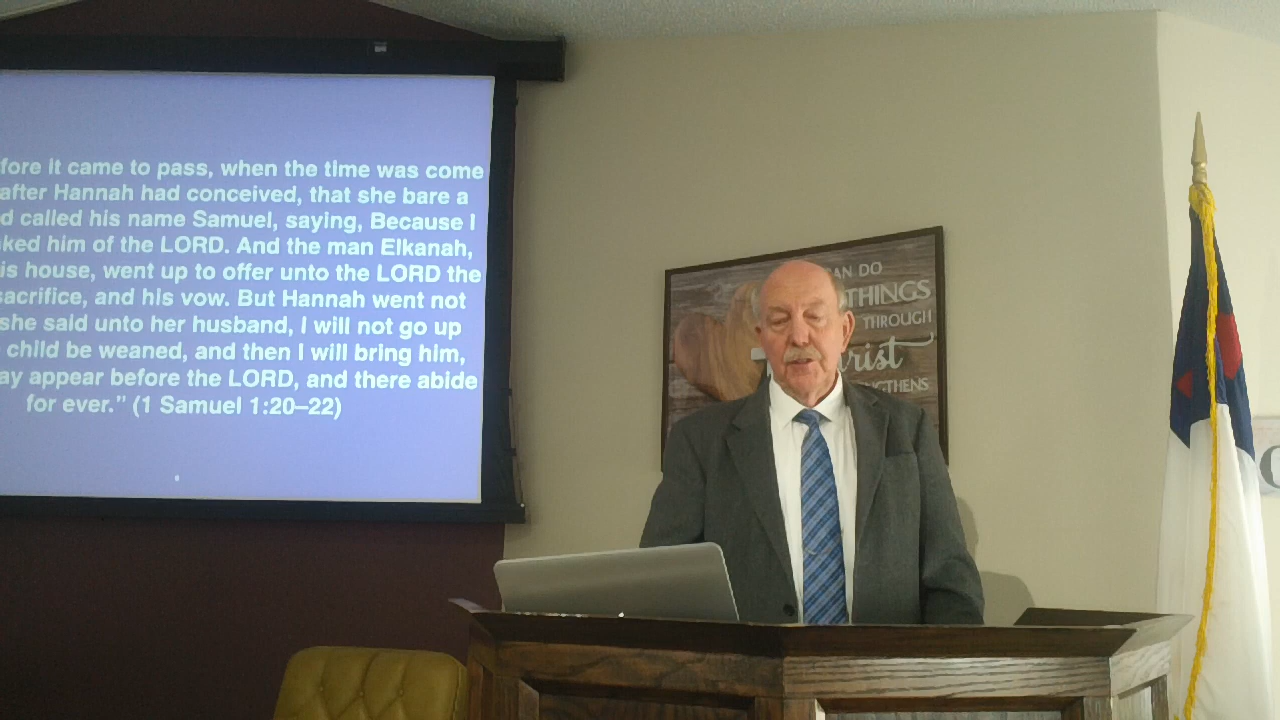 fore it came to pass, when the time was come
after Hannah had conceived, that she bare a
d called his name Samuel, saying, Because I
ked him of the LORD. And the man Elkanah,
is house, went up to offer unto the LORD the
sacrifice, and his vow. But Hannah went not
she said unto her husband, I will not go up
child be weaned, and then I will bring him,
ay appear before the LORD, and there abide
for ever.” (1 Samuel 1:20–22)
AN DO
THINGS
THROUGH
rist
NGTHENS